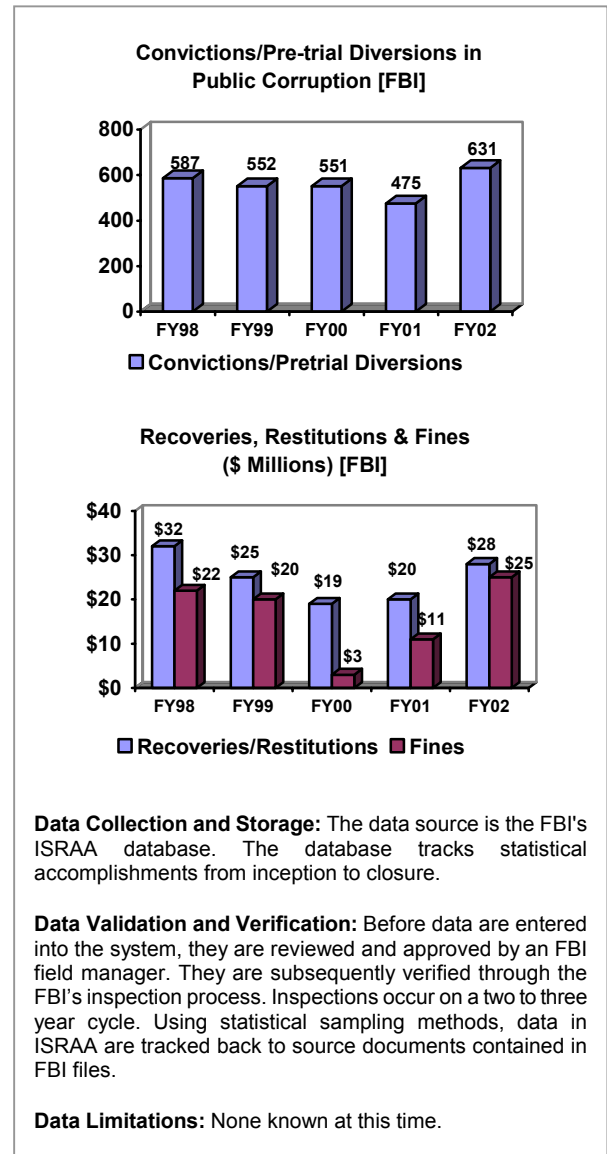 Convictions/Pre-trial Diversions in
Public Corruption [FBI]
800
600
400
200
0
587
552
551
475
631
FY98 FY99 FY00 FY01 FY02
Convictions/Pretrial Diversions
Recoveries, Restitutions & Fines
($ Millions) [FBI]
$40
$30
$20
$10
$0
$32
$22
$25
$20
$19
$3
$20
$11
$28
$25
FY98 FY99 FY00 FY01 FY02
Recoveries/Restitutions Fines
Data Collection and Storage: The data source is the FBI's
ISRAA database. The database tracks statistical
accomplishments from inception to closure.
Data Validation and Verification: Before data are entered
into the system, they are reviewed and approved by an FBI
field manager. They are subsequently verified through the
FBI’s inspection process. Inspections occur on a two to three
year cycle. Using statistical sampling methods, data in
ISRAA are tracked back to source documents contained in
FBI files.
Data Limitations: None known at this time.